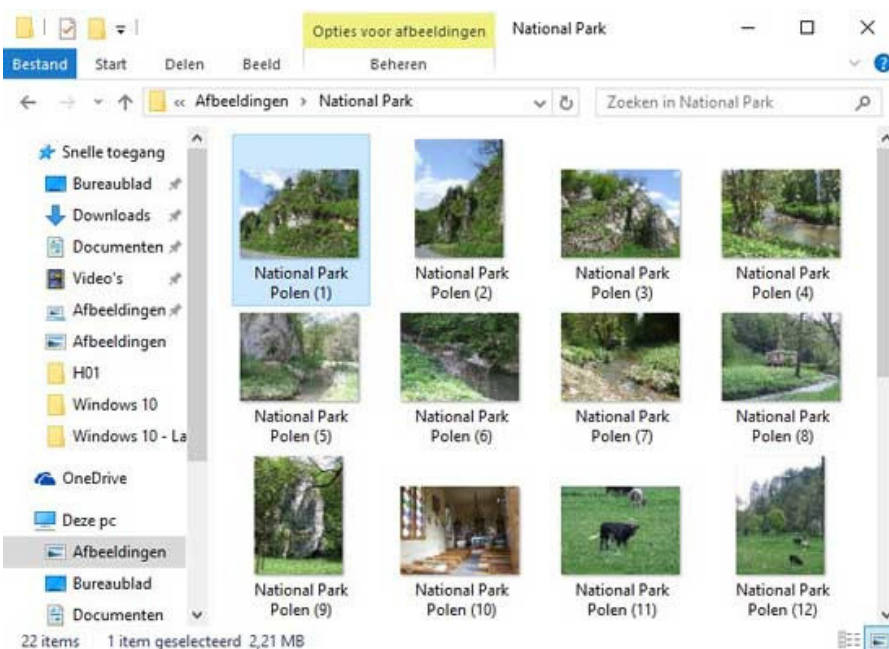 Opties voor afbeeldingen National Park
Bestand Start Delen Beeld Beheren ?
« Afbeeldingen > National Park Zoeken in National Park
Snelle toegang
Bureaublad
Downloads
Documenten
Video's
Afbeeldingen
Afbeeldingen
H01
Windows 10
Windows 10 - La
OneDrive
Deze pc
Afbeeldingen
Bureaublad
Documenten
National Park
Polen (1)
National Park
Polen (2)
National Park
Polen (3)
National Park
Polen (4)
National Park
Polen (5)
National Park
Polen (6)
National Park
Polen (7)
National Park
Polen (8)
National Park
Polen (9)
National Park
Polen (10)
National Park
Polen (11)
National Park
Polen (12)
22 items 1 item geselecteerd 2,21 MB